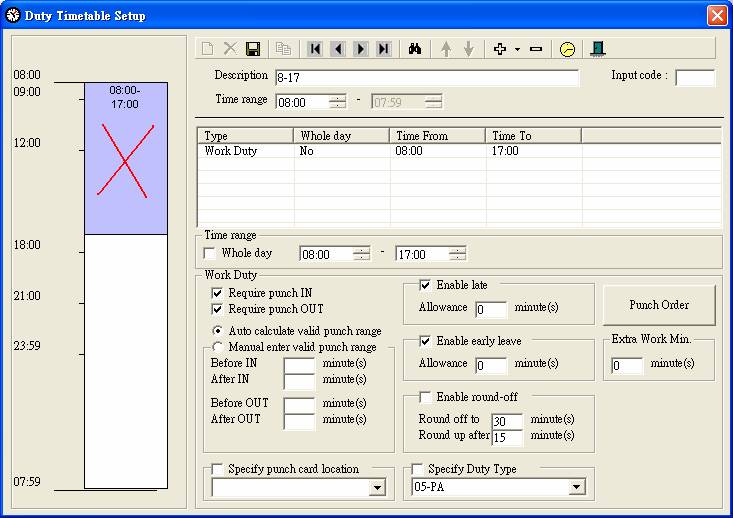 Duty Timetable Setup
08:00
09:00
12:00
18:00
21:00
23:59
07:59
08:00-
17:00
Description 8-17 Input code :
Time range 08:00 - 07:59
Type Whole day Time From Time To
Work Duty No 08:00 17:00
Time range
Whole day 08:00 - 17:00
Work Duty
Require punch IN
Require punch OUT
Auto calculate valid punch range
Manual enter valid punch range
Before IN minute(s)
After IN minute(s)
Before OUT minute(s)
After OUT minute(s)
Enable late
Allowance 0 minute(s)
Enable early leave
Allowance 0 minute(s)
Enable round-off
Round off to 30 minute(s)
Round up after 15 minute(s)
Punch Order
Extra Work Min.
0 minute(s)
Specify punch card location
Specify Duty Type
05-PA